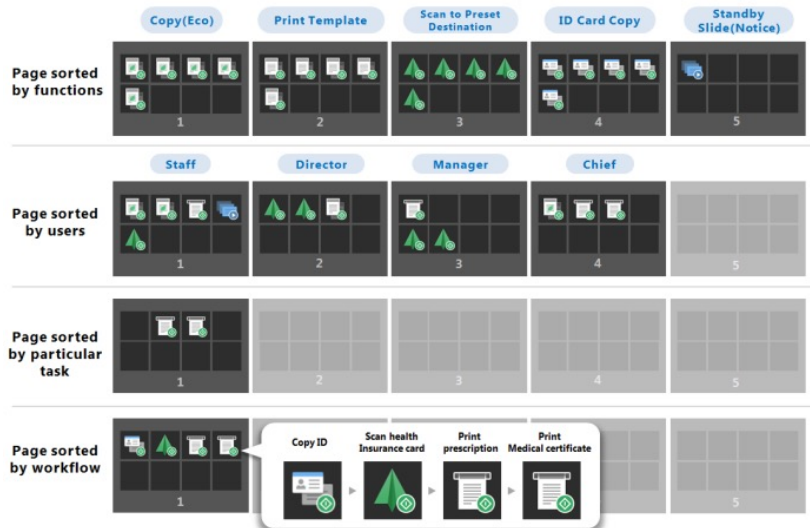 Copy(Eco)
Print Template
Scan to Preset
Destination
ID Card Copy
Standby
Slide(Notice)
Page sorted
by functions
1
2
3
4
5
Staff
Director
Manager
Chief
Page sorted
by users
1
2
3
4
5
Page sorted
by particular
task
1
2
3
4
5
Page sorted
by workflow
Copy ID
Scan health
Insurance card
Print
prescription
Print
Medical certificate
1
5